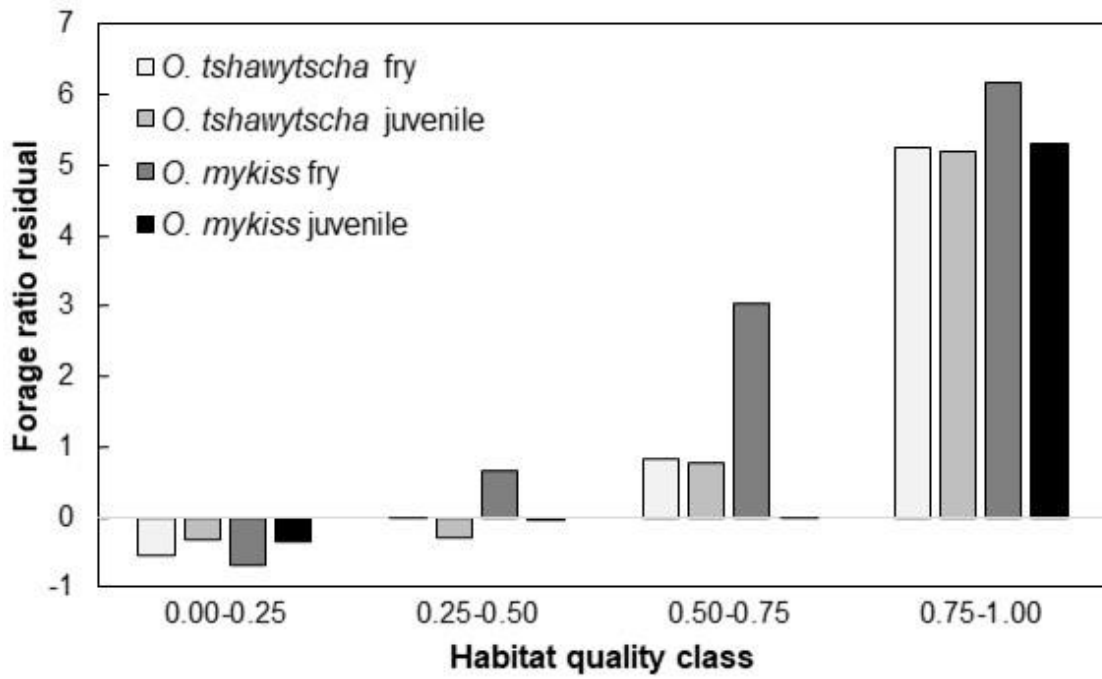 7
6
5
4
3
2
1
0
-1
Forage ratio residual
O. tshawytscha fry
O. tshawytscha juvenile
O. mykiss fry
O. mykiss juvenile
0.00-0.25 0.25-0.50 0.50-0.75 0.75-1.00
Habitat quality class